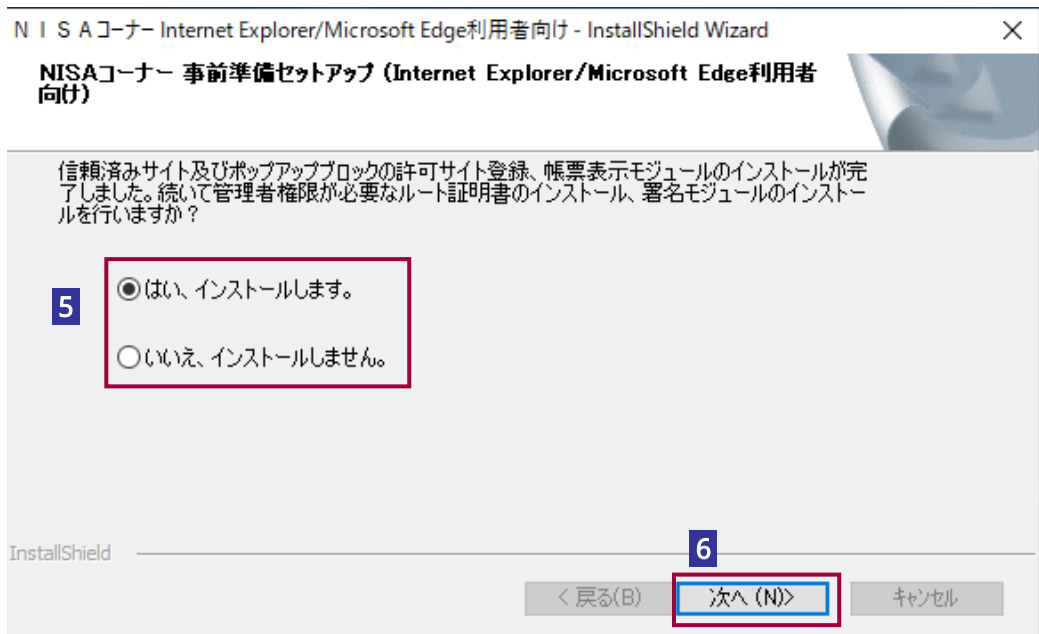 ＮＩＳＡコーナー Internet Explorer/Microsoft Edge利用者向け - InstallShield Wizard
NISAコーナー 事前準備セットアップ (Internet Explorer/Microsoft Edge利用者
向け)
信頼済みサイト及びポップアップブロックの許可サイト登録、帳票表示モジュールのインストールが完
了しました。続いて管理者権限が必要なルート証明書のインストール、署名モジュールのインストー
ルを行いますか？
5
はい、インストールします。
いいえ、インストールしません。
InstallShield
6
< 戻る(B)
次へ (N)>
キャンセル